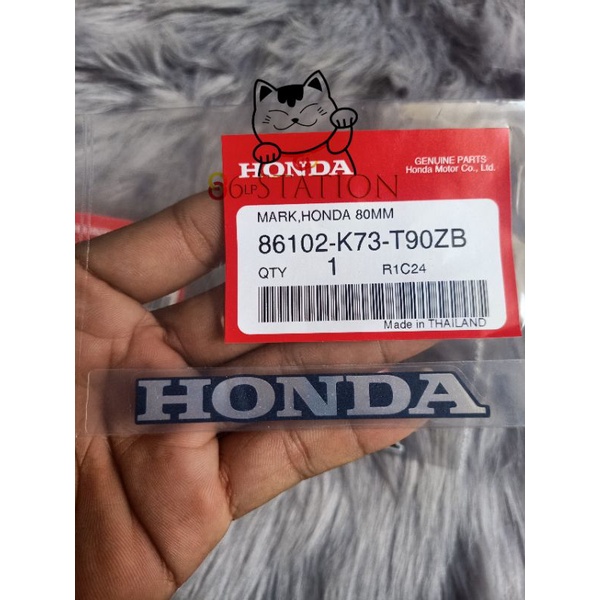 HONDA
GENUINE PARTS
Honda Motor Co., Ltd.
STATION
MARK,HONDA 80MM
86102-K73-T90ZB
QTY 1 R1C24
Made in THAILAND
HONDA